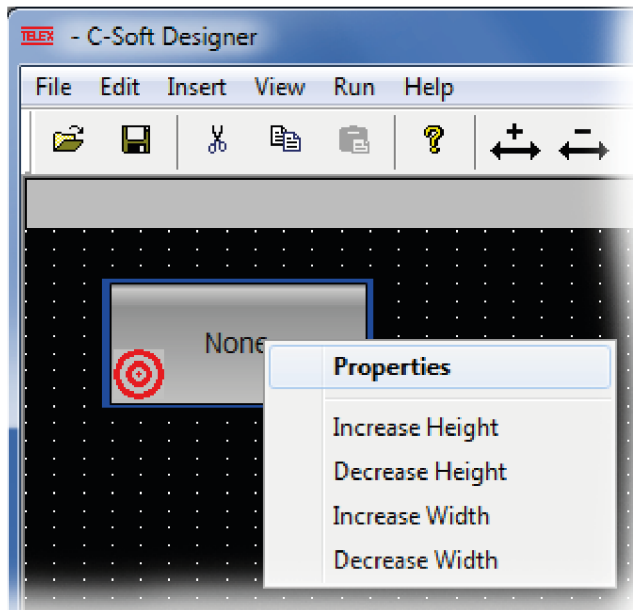 TELEX - C-Soft Designer
File Edit Insert View Run Help
None
Properties
Increase Height
Decrease Height
Increase Width
Decrease Width